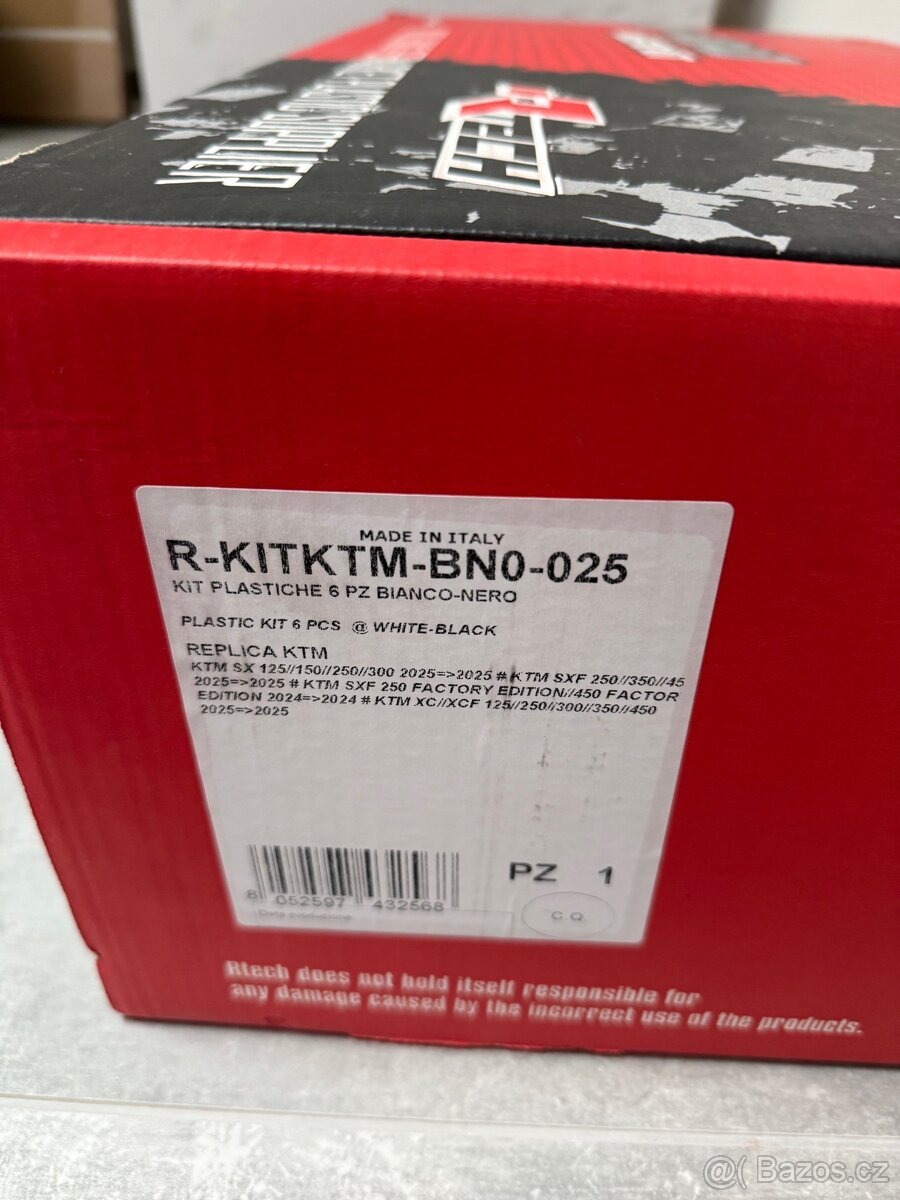 MADE IN ITALY
R-KITKTM-BN0-025
KIT PLASTICHE 6 PZ BIANCO-NERO
PLASTIC KIT 6 PCS @ WHITE-BLACK
REPLICA KTM
KTM SX 125//150//250//300 2025=>2025 # KTM SXF 250//350//45
2025=>2025 # KTM SXF 250 FACTORY EDITION//450 FACTOR
EDITION 2024=>2024 # KTM XC//XCF 125//250//300//350//450
2025=>2025
PZ 1
8 052597 432568
Data produzione
C.Q.
Rtech does not hold itself responsible for
any damage caused by the incorrect use of the products.
@( Bazos.cz